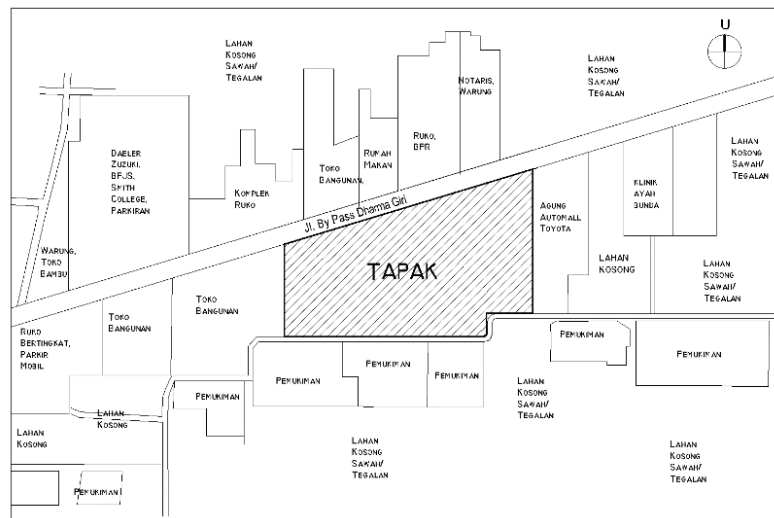 U
LAHAN
KOSONG
SAWAH/
TEGALAN
NOTARIS,
WARUNG
LAHAN
KOSONG
SAWAH/
TEGALAN
DAELER
ZUZUKI,
BPJS,
SMITH
COLLEGE,
PARKIRAN
KOMPLEK
RUKO
TOKO
BANGUNAN,
RUMAH
MAKAN
RUKO,
BPR
LAHAN
KOSONG
SAWAH/
TEGALAN
KLINIK
AYAH
BUNDA
Jl. By Pass Dharma Giri
AGUNG
AUTOMALL
TOYOTA
WARUNG,
TOKO
BAMBU
TAPAK
LAHAN
KOSONG
LAHAN
KOSONG
SAWAH/
TEGALAN
TOKO
BANGUNAN
TOKO
BANGUNAN
RUKO
BERTINGKAT,
PARKIR
MOBIL
PEMUKIMAN
PEMUKIMAN
PEMUKIMAN
PEMUKIMAN
PEMUKIMAN
PEMUKIMAN
LAHAN
KOSONG
SAWAH/
TEGALAN
LAHAN
KOSONG
LAHAN
KOSONG
LAHAN
KOSONG
SAWAH/
TEGALAN
LAHAN
KOSONG
SAWAH/
TEGALAN
PEMUKIMAN